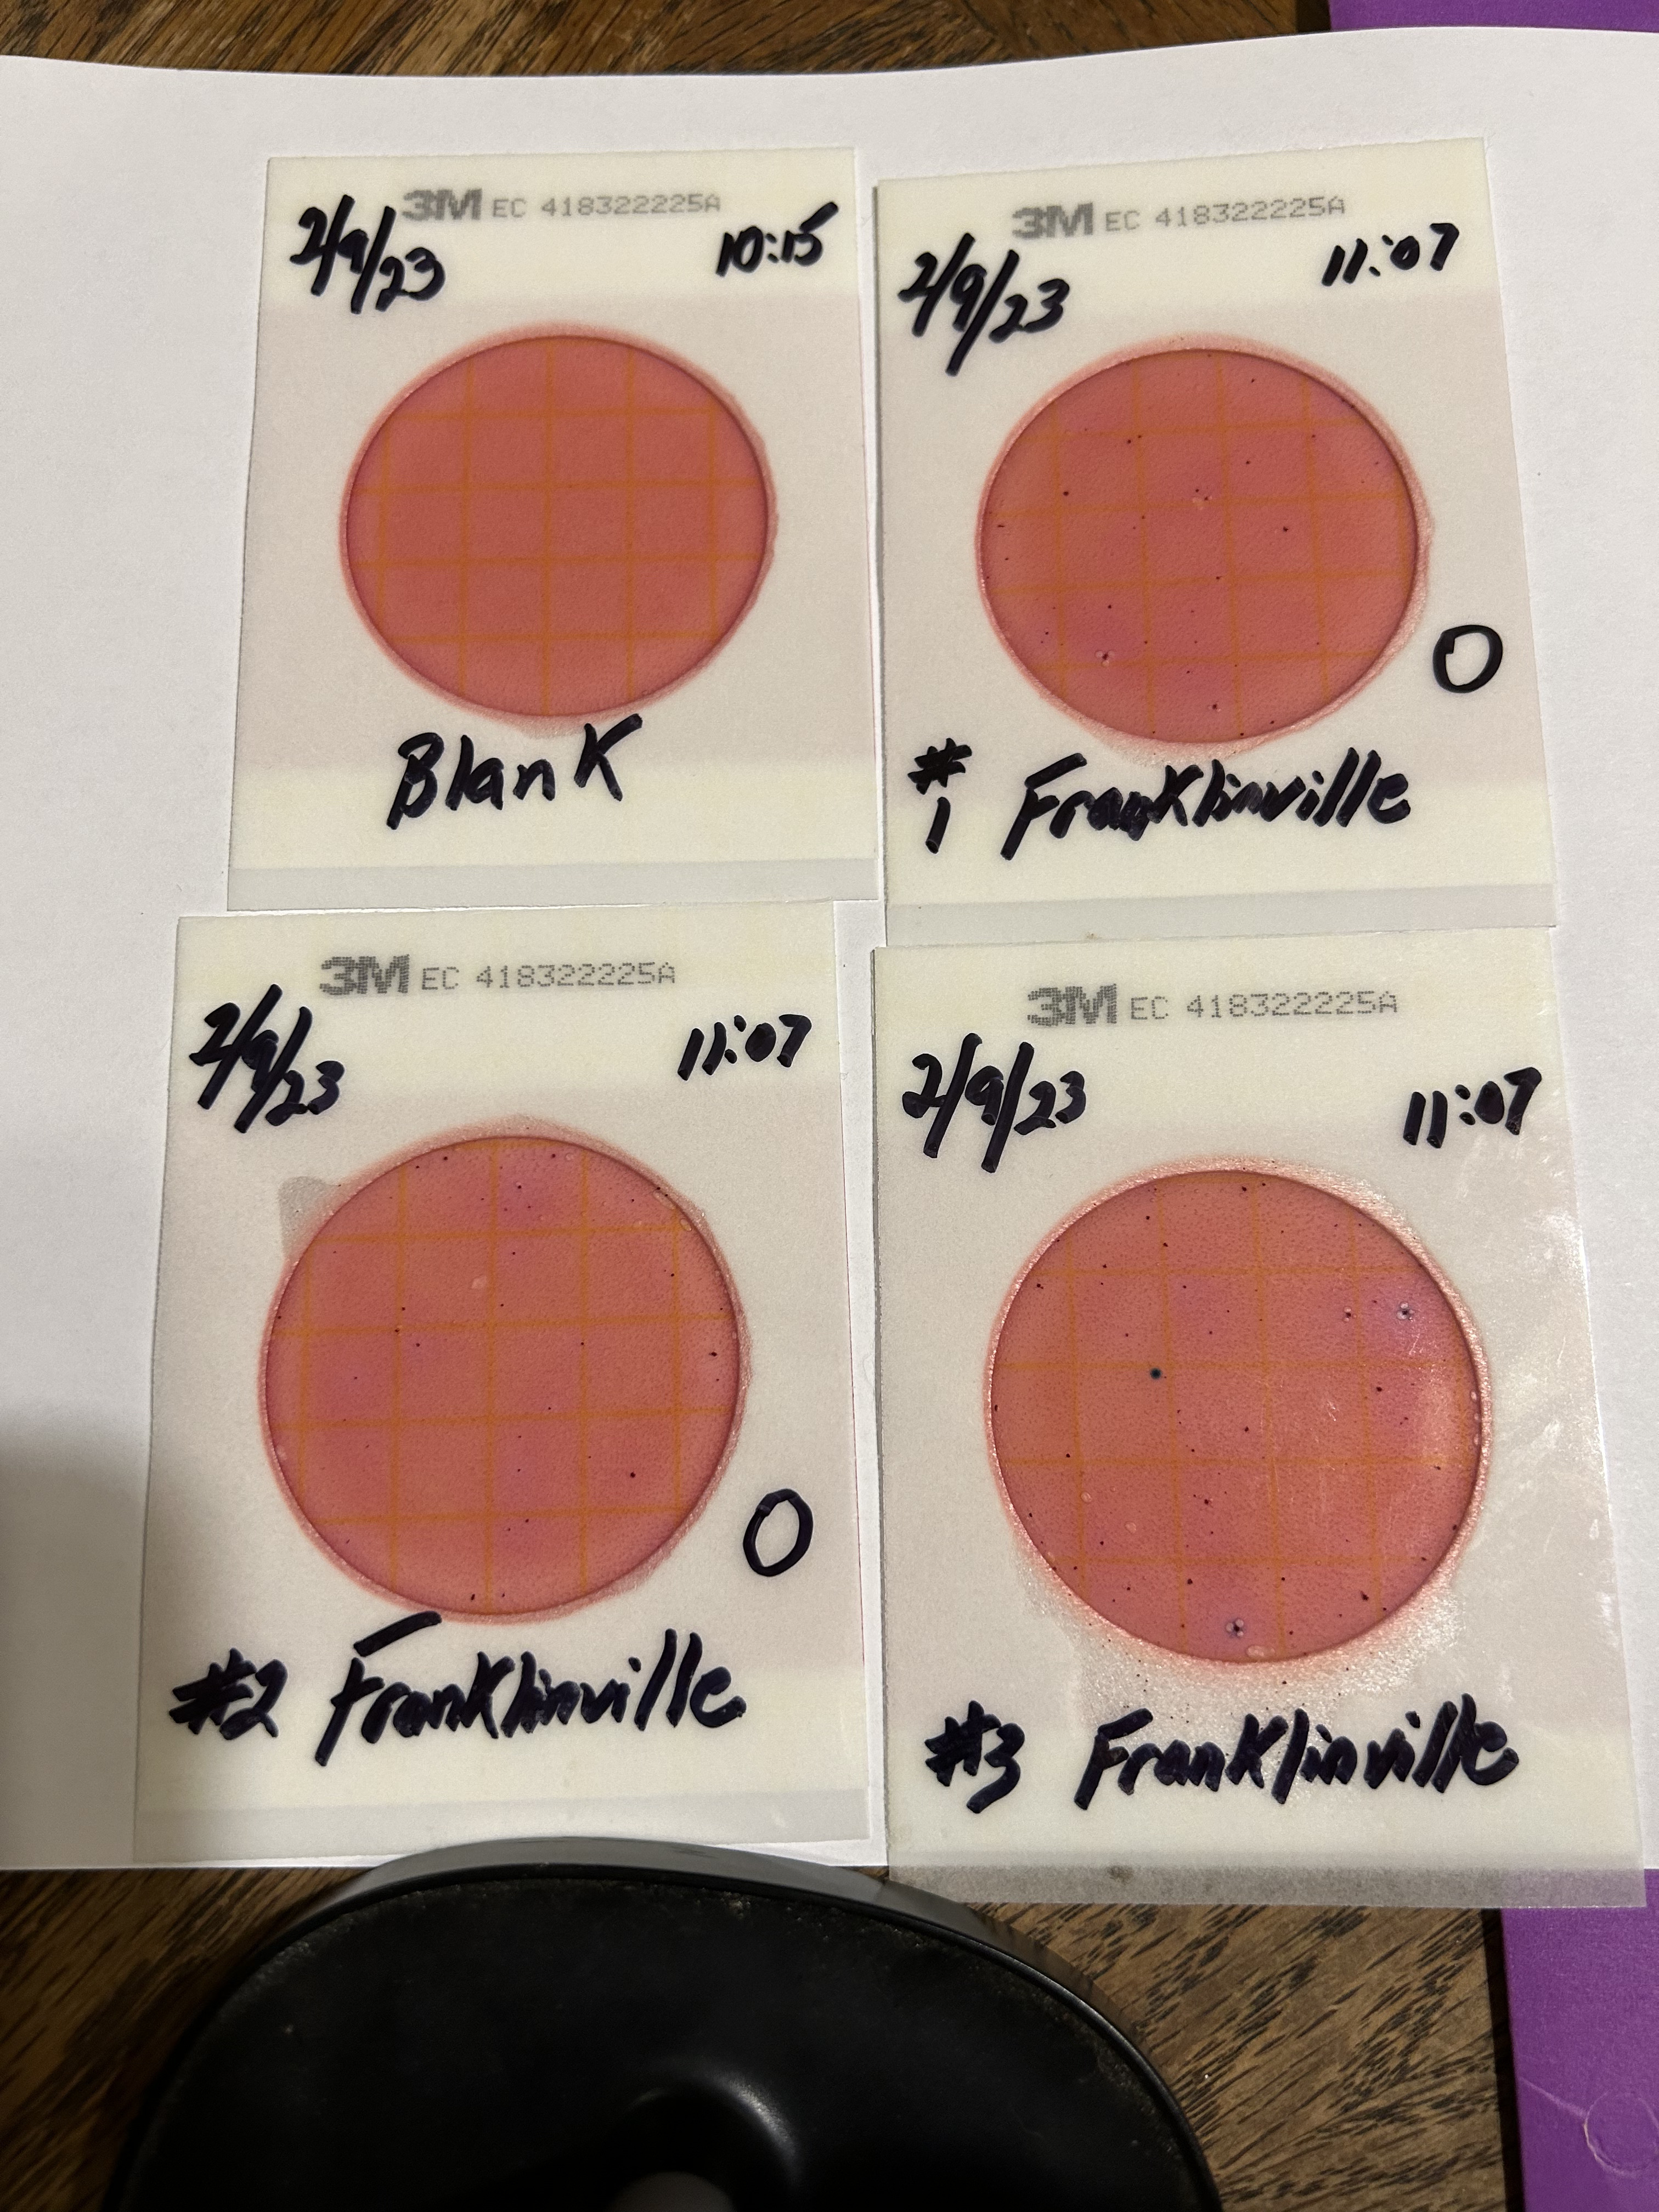 3M EC 418322225A
2/9/23 10:15
Blank
3M EC 418322225A
2/9/23 11:07
0
#1 Franklinville
3M EC 418322225A
2/9/23 11:07
0
#2 Franklinville
3M EC 418322225A
2/9/23 11:07
#3 Franklinville